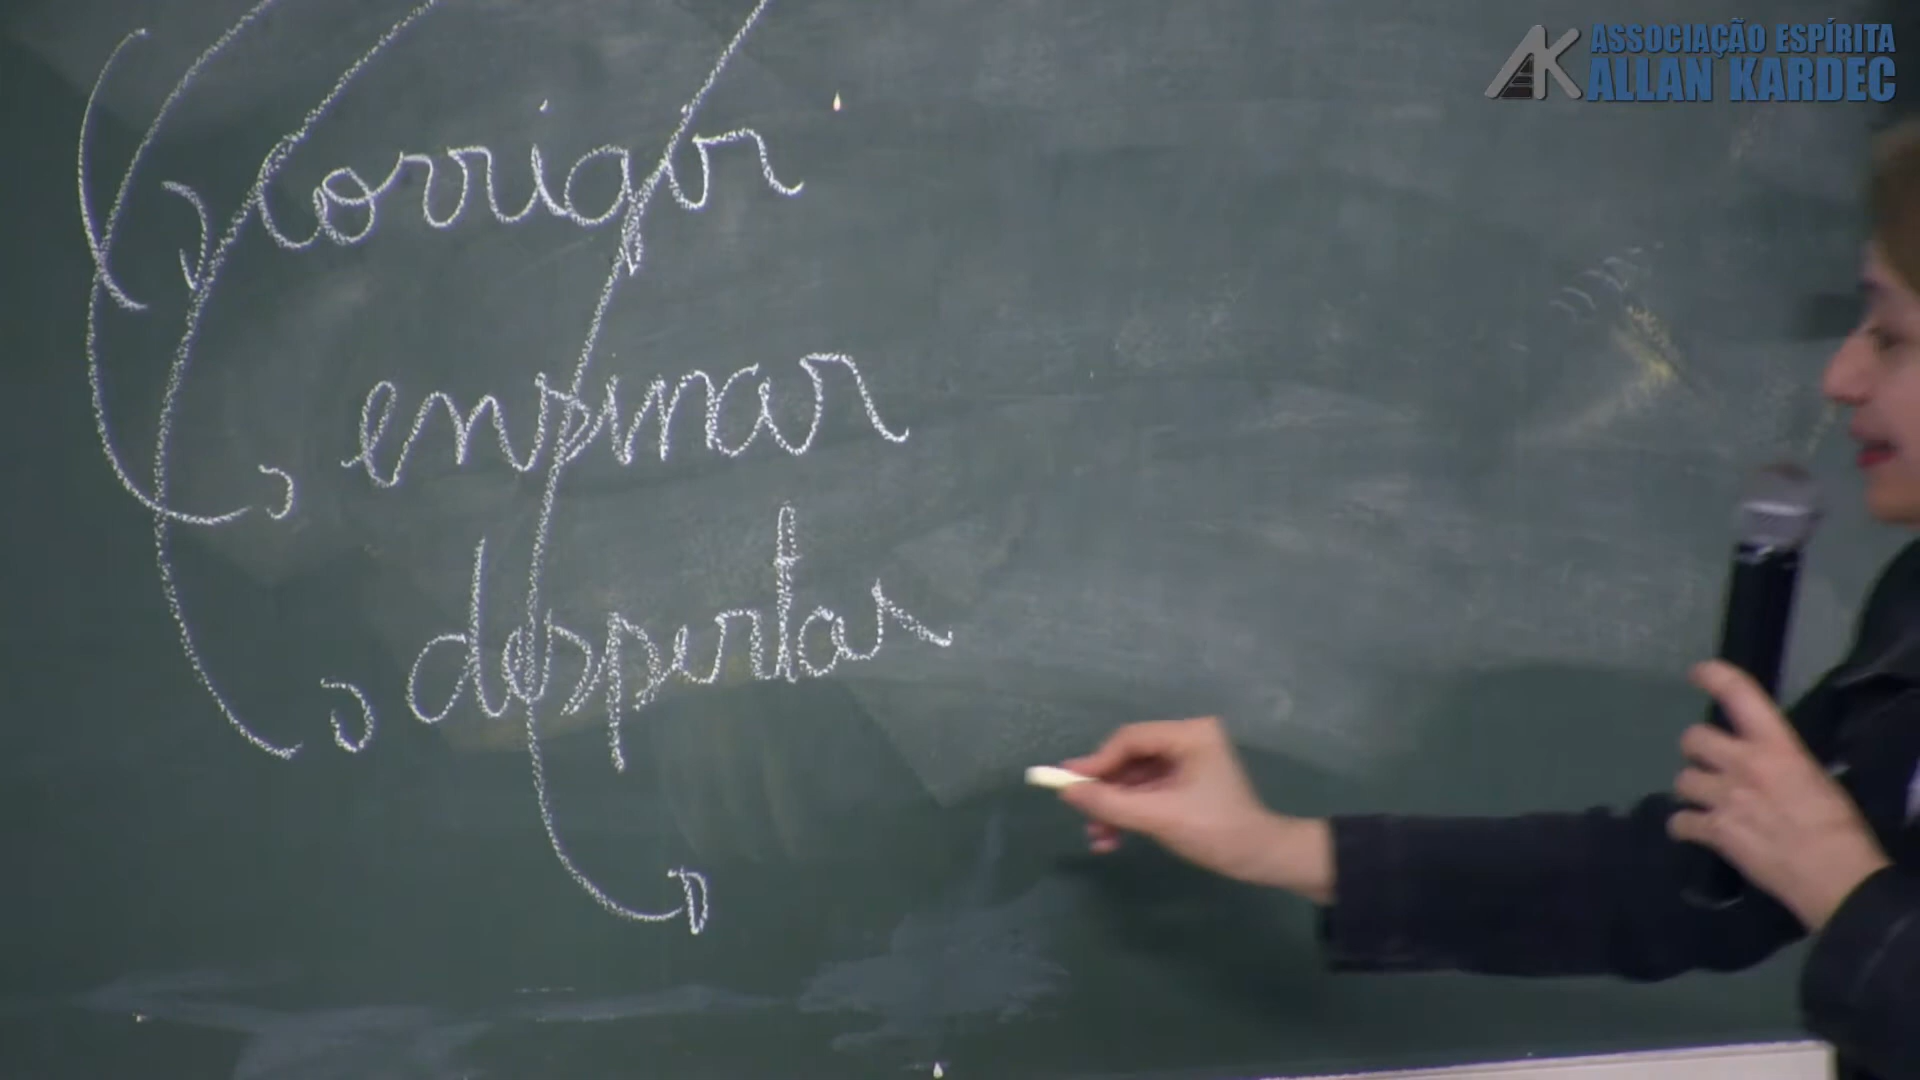 ASSOCIAÇÃO ESPÍRITA
ALLAN KARDEC
Corrigir
ensinar
despertar